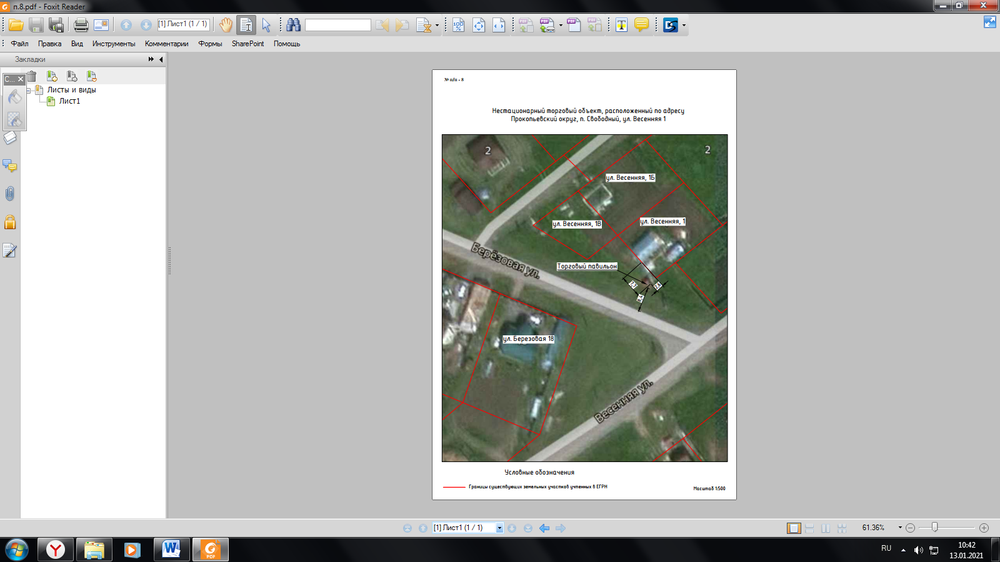 п.8.pdf - Foxit Reader
[1] Лист1 (1 / 1)
Файл Правка Вид Инструменты Комментарии Формы SharePoint Помощь
Закладки
С...
Листы и виды
Лист1
№ п/п - 8
Нестационарный торговый объект, расположенный по адресу
Прокопьевский округ, п. Свободный, ул. Весенняя 1
2
2
ул. Весенняя, 1Б
ул. Весенняя, 1В
ул. Весенняя, 1
Берёзовая ул.
Торговый павильон
2,6
8,4
ул. Березовая 18
Весенняя ул.
Условные обозначения
Границы существующих земельных участков учтенных в ЕГРН
Масштаб 1:500
[1] Лист1 (1 / 1)
61.36%
RU
10:42
13.01.2021